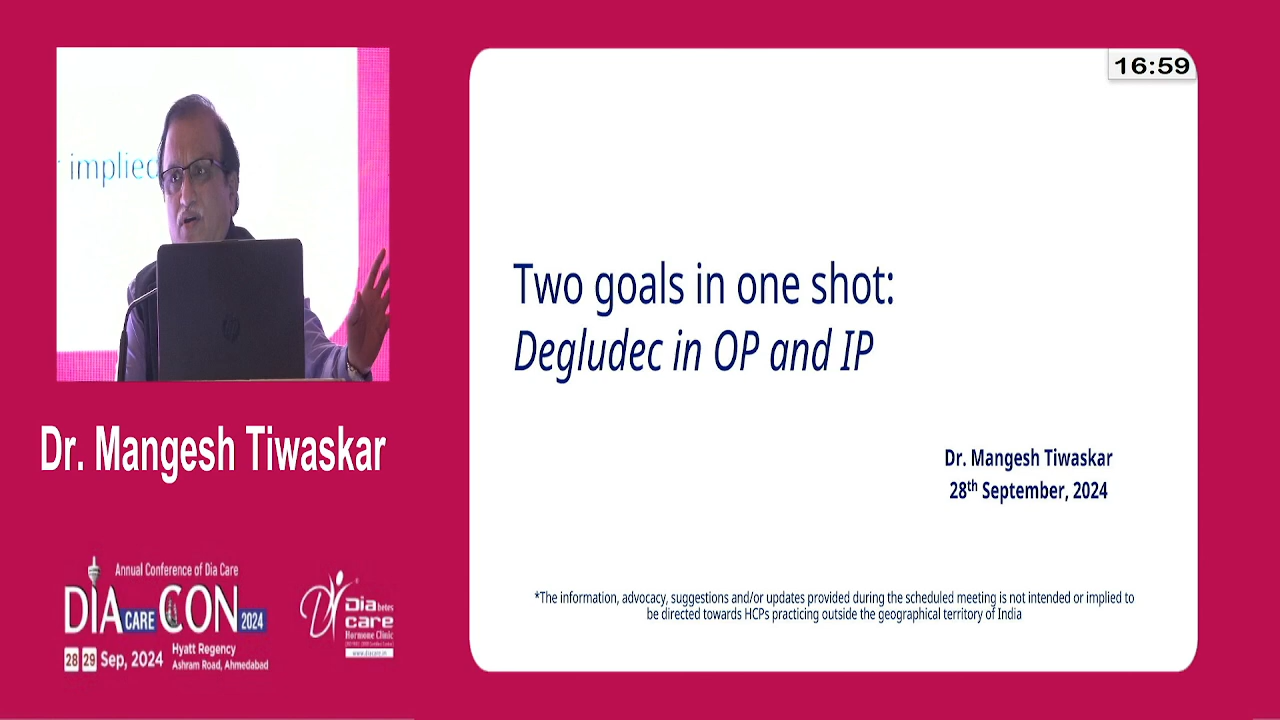 implied
Dr. Mangesh Tiwaskar
Annual Conference of Dia Care
DIA CARE CON 2024
28 29 Sep, 2024
Hyatt Regency
Ashram Road, Ahmedabad
Diabetes
care
Hormone Clinic
www.diacare.in
16:59
Two goals in one shot:
Degludec in OP and IP
Dr. Mangesh Tiwaskar
28th September, 2024
*The information, advocacy, suggestions and/or updates provided during the scheduled meeting is not intended or implied to
be directed towards HCPs practicing outside the geographical territory of India